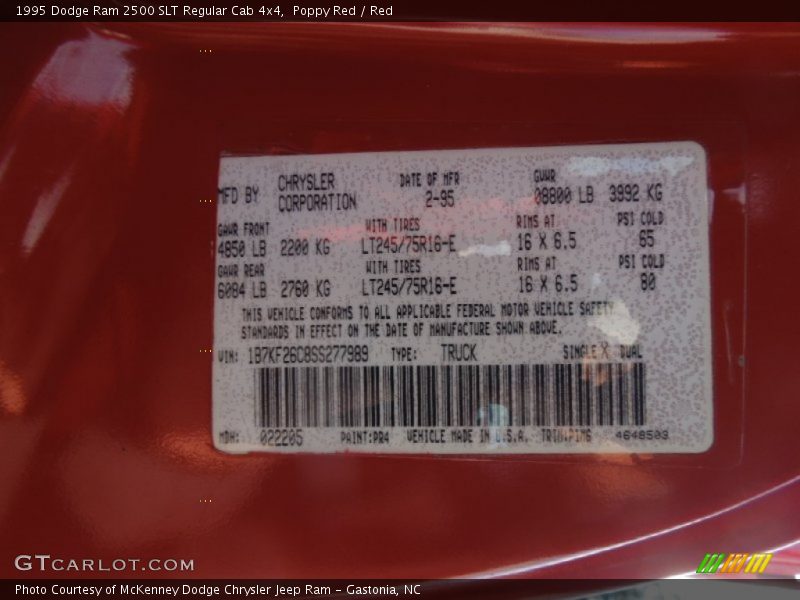 1995 Dodge Ram 2500 SLT Regular Cab 4x4, Poppy Red / Red
MFD BY CHRYSLER CORPORATION DATE OF MFR 2-95 GVWR 08800 LB 3992 KG
GAWR FRONT WITH TIRES RIMS AT PSI COLD
4850 LB 2200 KG LT245/75R16-E 16 X 6.5 65
GAWR REAR WITH TIRES RIMS AT PSI COLD
6084 LB 2760 KG LT245/75R16-E 16 X 6.5 80
THIS VEHICLE CONFORMS TO ALL APPLICABLE FEDERAL MOTOR VEHICLE SAFETY
STANDARDS IN EFFECT ON THE DATE OF MANUFACTURE SHOWN ABOVE.
VIN: 1B7KF26C8SS277989 TYPE: TRUCK SINGLE X DUAL
MDH: 022205 PAINT:PR4 VEHICLE MADE IN U.S.A. 4648503
GTCARLOT.COM
Photo Courtesy of McKenney Dodge Chrysler Jeep Ram – Gastonia, NC